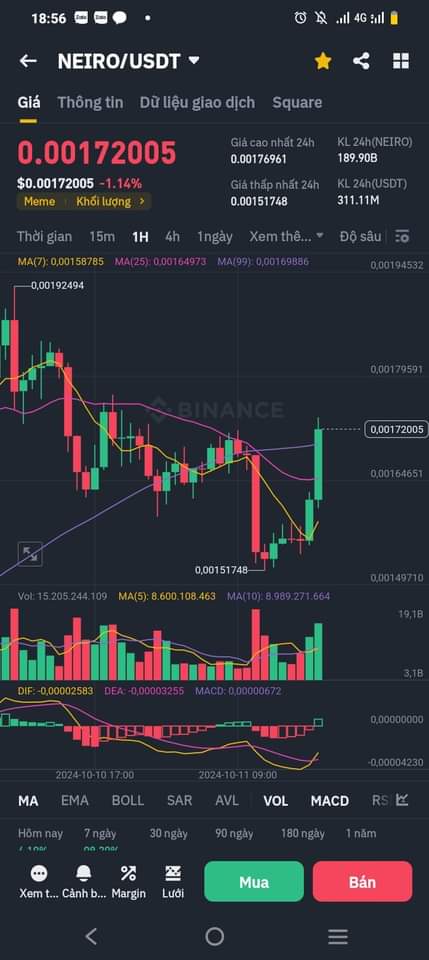 18:56 Zalo Zalo 4G
NEIRO/USDT
Giá Thông tin Dữ liệu giao dịch Square
0.00172005
$0.00172005 -1.14%
Meme Khối lượng
Giá cao nhất 24h KL 24h(NEIRO)
0.00176961 189.90B
Giá thấp nhất 24h KL 24h(USDT)
0.00151748 311.11M
Thời gian 15m 1H 4h 1ngày Xem thê... Độ sâu
MA(7): 0,00158785 MA(25): 0,00164973 MA(99): 0,00169886
0,00194532
0,00192494
0,00179591
BINANCE
0,00172005
0,00164651
0,00151748
0,00149710
Vol: 15.205.244.109 MA(5): 8.600.108.463 MA(10): 8.989.271.664
19,1B
3,1B
DIF: -0,00002583 DEA: -0,00003255 MACD: 0,00000672
0,00000000
-0,00004230
2024-10-10 17:00 2024-10-11 09:00
MA EMA BOLL SAR AVL VOL MACD RS
Hôm nay 7 ngày 30 ngày 90 ngày 180 ngày 1 năm
Xem t... Cảnh b... Margin Lưới
Mua Bán